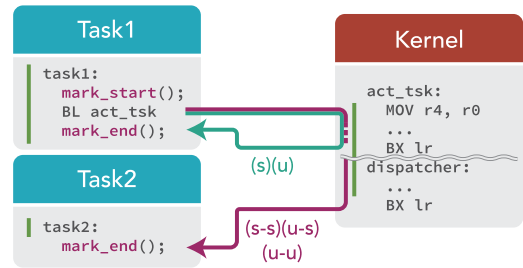 Task1
task1:
mark_start();
BL act_tsk
mark_end();
Kernel
act_tsk:
MOV r4, r0
...
BX lr
dispatcher:
...
BX lr
(s)(u)
Task2
task2:
mark_end();
(s-s)(u-s)
(u-u)